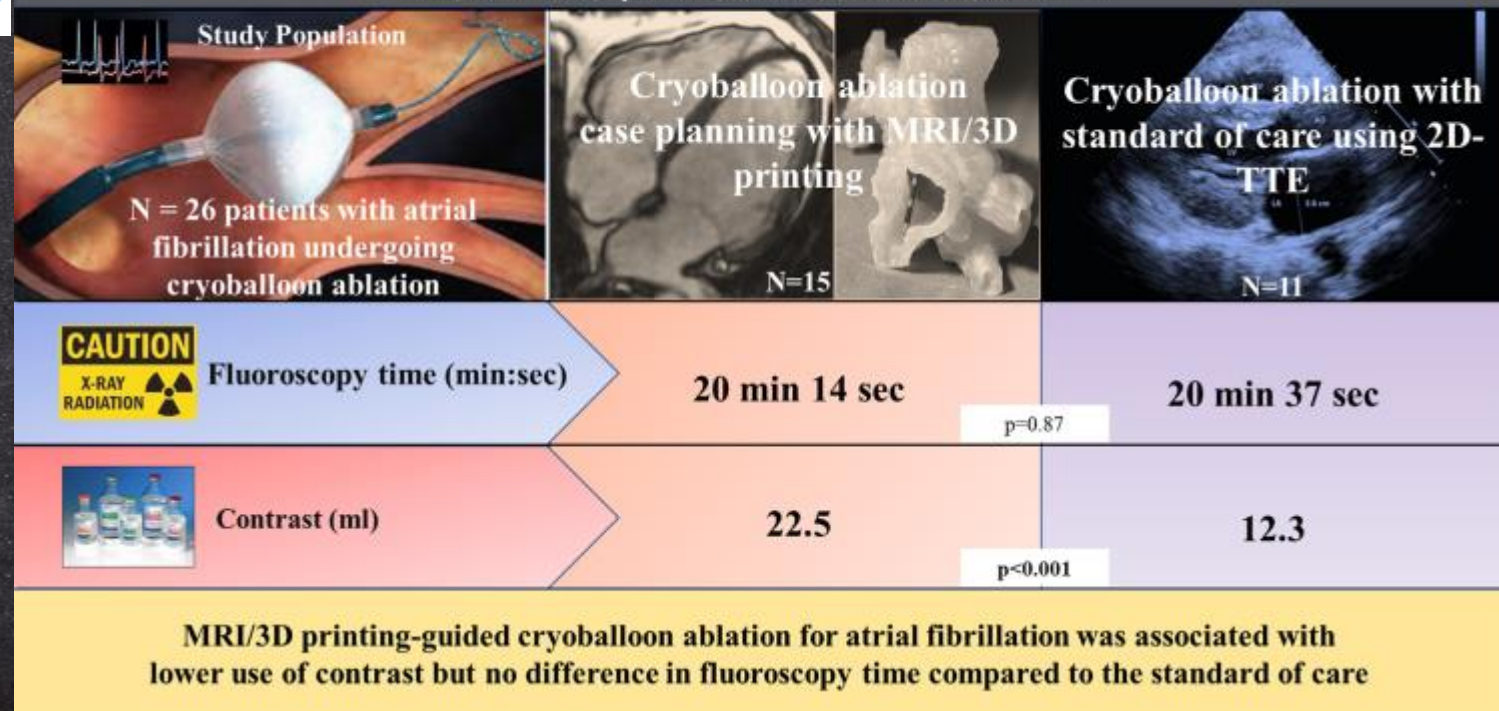 Study Population
N = 26 patients with atrial
fibrillation undergoing
cryoballoon ablation
Cryoballoon ablation
case planning with MRI/3D
printing
N=15
Cryoballoon ablation with
standard of care using 2D-
TTE
N=11
CAUTION
X-RAY
RADIATION
Fluoroscopy time (min:sec)
20 min 14 sec
p=0.87
20 min 37 sec
Contrast (ml)
22.5
p<0.001
12.3
MRI/3D printing-guided cryoballoon ablation for atrial fibrillation was associated with
lower use of contrast but no difference in fluoroscopy time compared to the standard of care